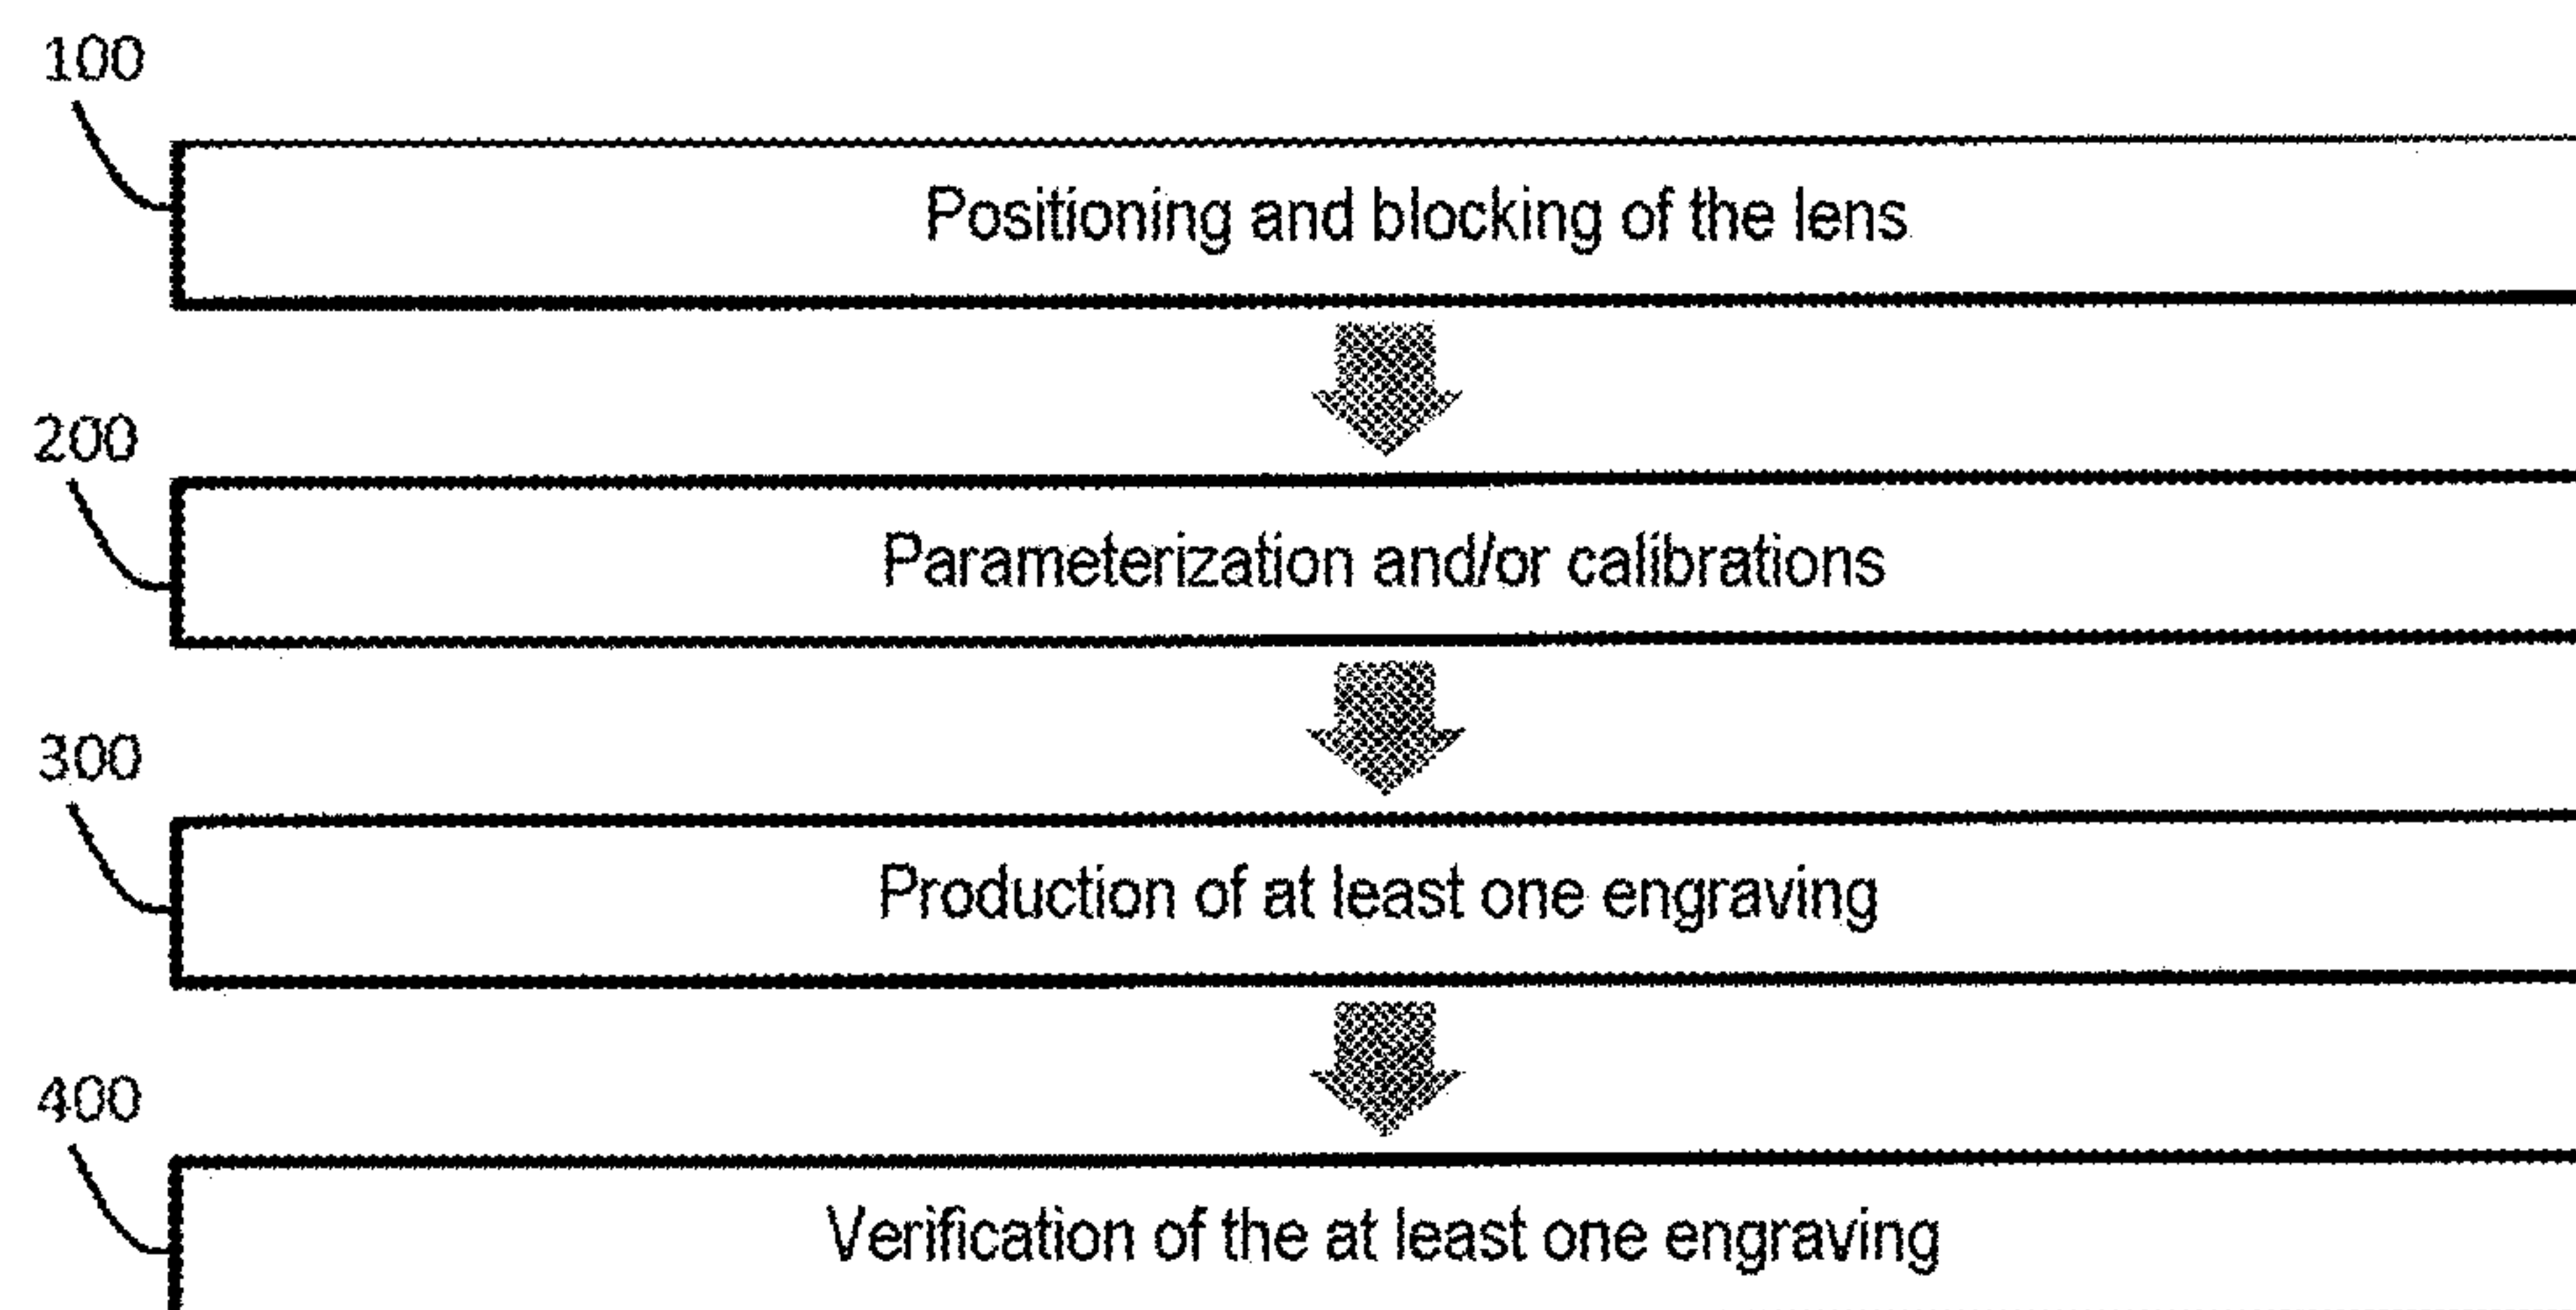 100
Positioning and blocking of the lens
200
Parameterization and/or calibrations
300
Production of at least one engraving
400
Verification of the at least one engraving